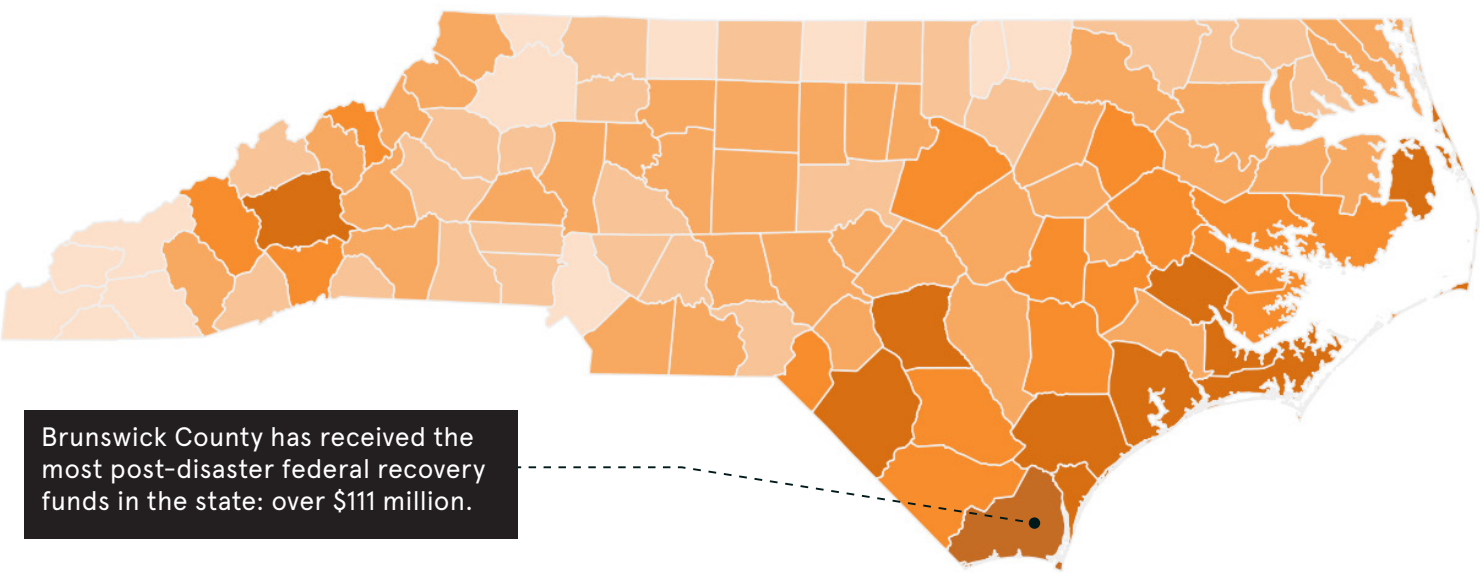 Brunswick County has received the
most post-disaster federal recovery
funds in the state: over $111 million.